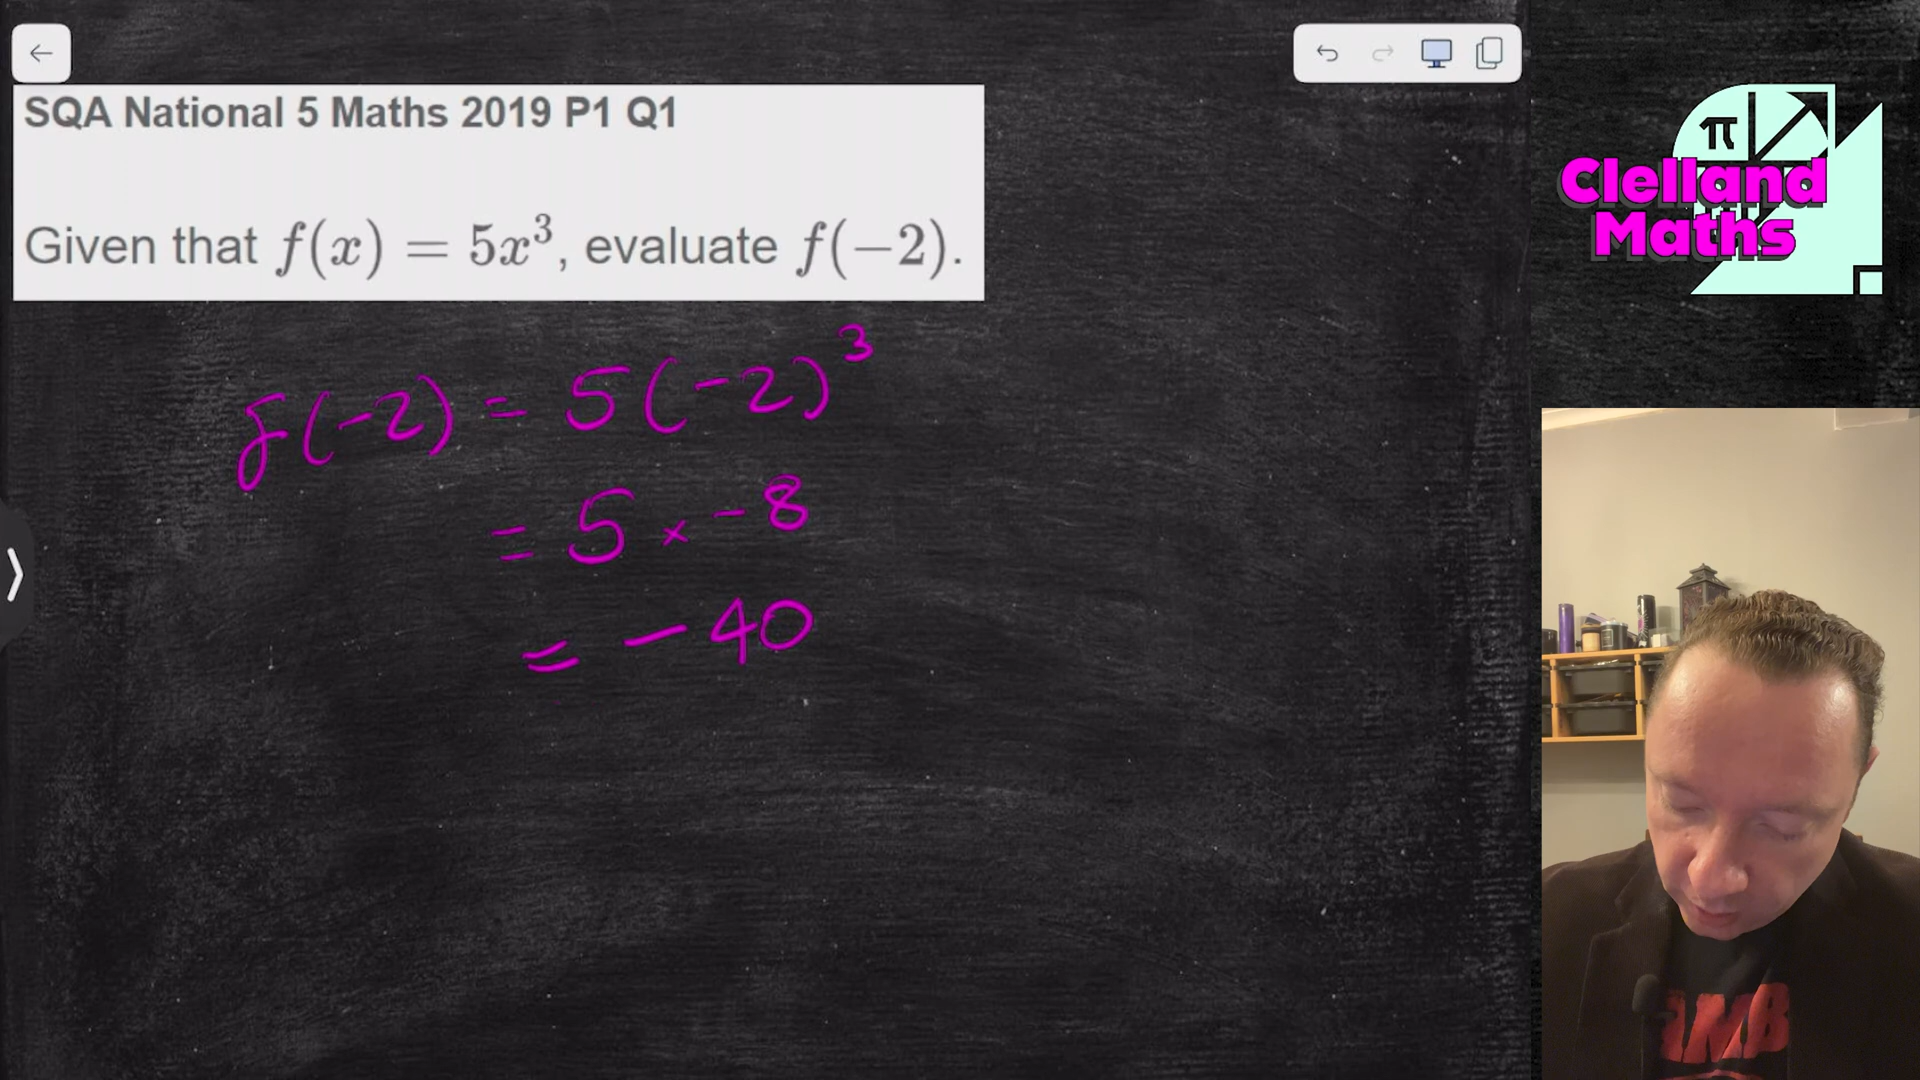 SQA National 5 Maths 2019 P1 Q1
Given that f(x) = 5x³, evaluate f(−2).
f(-2) = 5(-2)³
= 5 × -8
= -40
π
Clelland
Maths